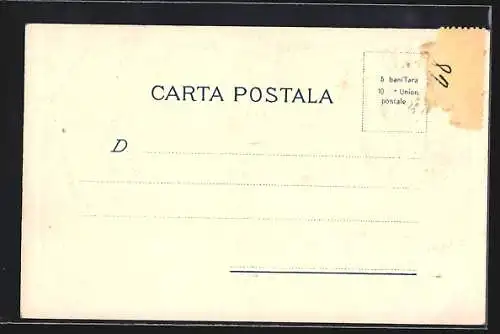 5 bani Tara
10 " Union
postale
CARTA POSTALA
D